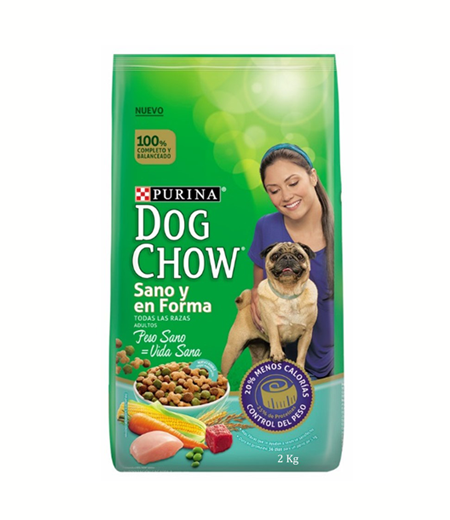 NUEVO
100%
COMPLETO Y
BALANCEADO
PURINA®
DOG
CHOW®
Sano y
en Forma
TODAS LAS RAZAS
ADULTOS
Peso Sano
= Vida Sana
20% MENOS CALORÍAS
CONTROL DEL PESO
2 Kg